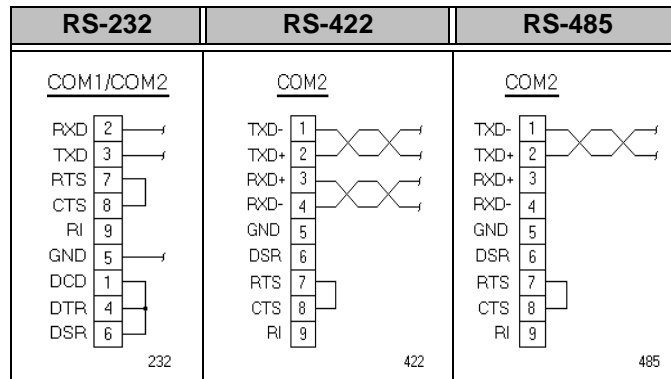 RS-232 RS-422 RS-485
COM1/COM2 COM2 COM2
RXD 2 TXD- 1 TXD- 1
TXD 3 TXD+ 2 TXD+ 2
RTS 7 RXD+ 3 RXD+ 3
CTS 8 RXD- 4 RXD- 4
RI 9 GND 5 GND 5
GND 5 DSR 6 DSR 6
DCD 1 RTS 7 RTS 7
DTR 4 CTS 8 CTS 8
DSR 6 RI 9 RI 9
232 422 485